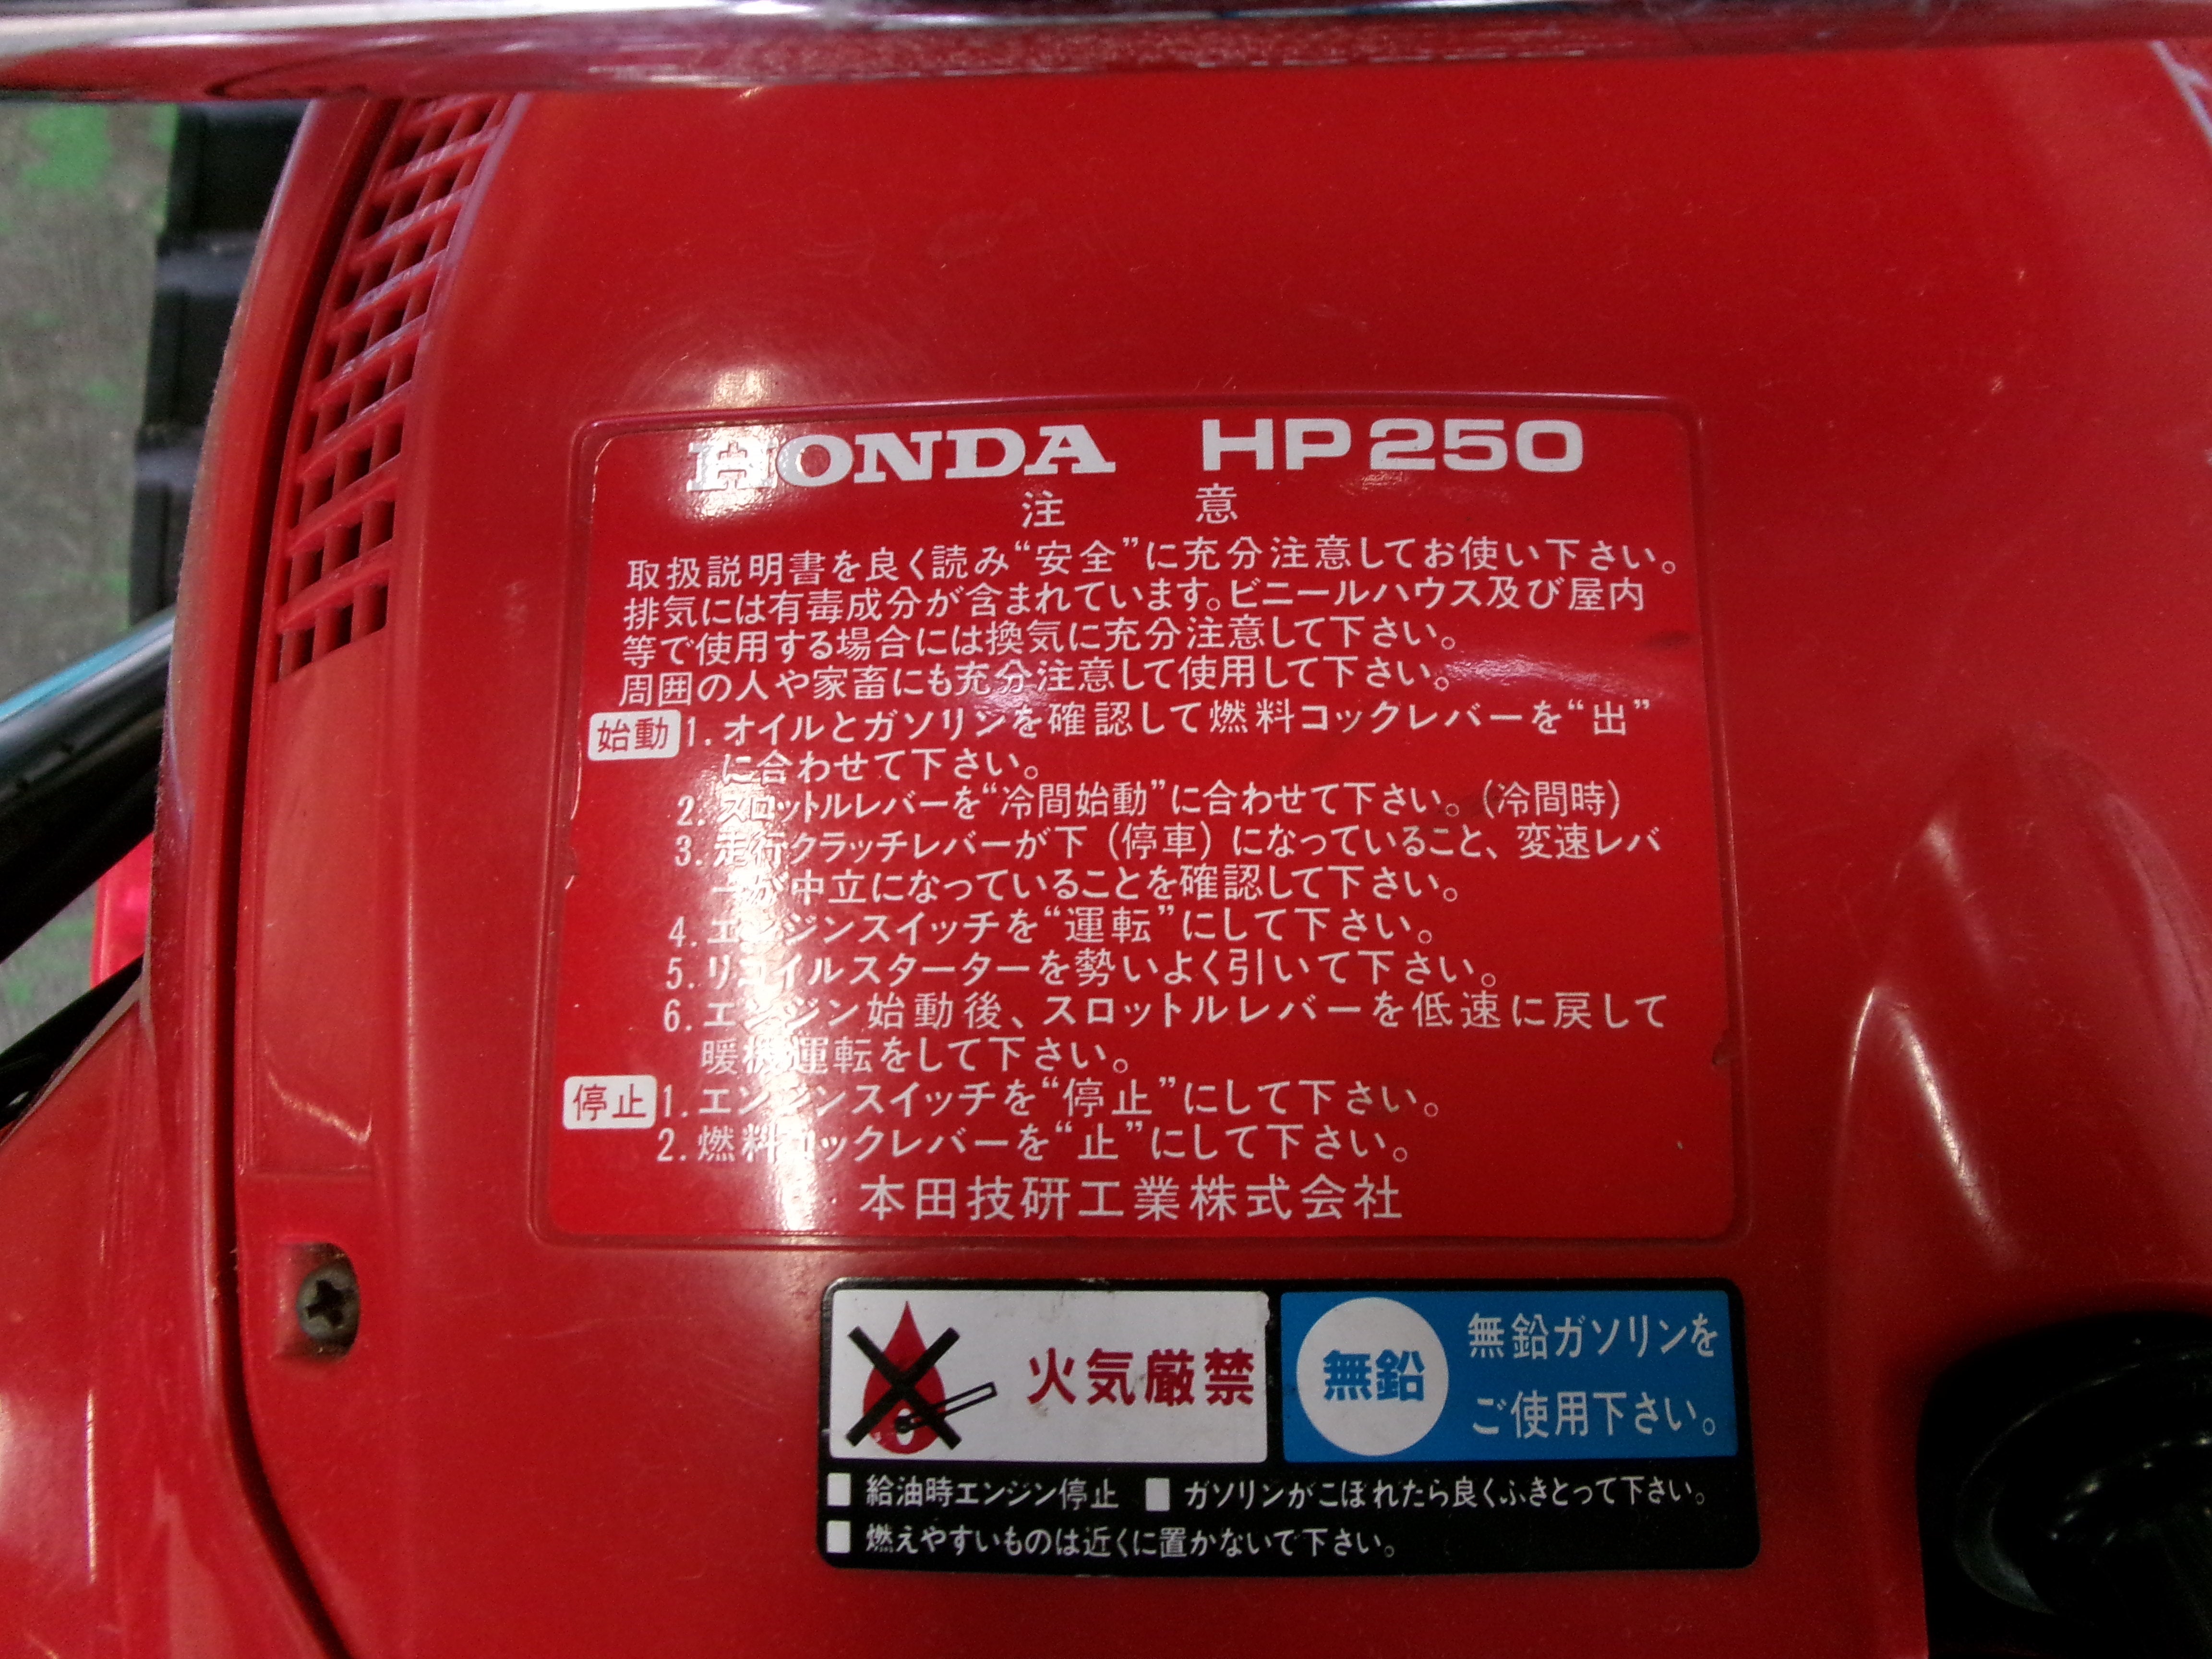 HONDA HP250
注意
取扱説明書を良く読み“安全”に充分注意してお使い下さい。
排気には有毒成分が含まれています。ビニールハウス及び屋内
等で使用する場合には換気に充分注意して下さい。
周囲の人や家畜にも充分注意して使用して下さい。
始動 1. オイルとガソリンを確認して燃料コックレバーを“出”
に合わせて下さい。
2. スロットルレバーを“冷間始動”に合わせて下さい。(冷間時)
3. 走行クラッチレバーが下(停車)になっていること、変速レバ
ーが中立になっていることを確認して下さい。
4. エンジンスイッチを“運転”にして下さい。
5. リコイルスターターを勢いよく引いて下さい。
6. エンジン始動後、スロットルレバーを低速に戻して
暖機運転をして下さい。
停止 1. エンジンスイッチを“停止”にして下さい。
2. 燃料コックレバーを“止”にして下さい。
本田技研工業株式会社
火気厳禁
無鉛
無鉛ガソリンを
ご使用下さい。
■ 給油時エンジン停止 ■ ガソリンがこぼれたら良くふきとって下さい。
■ 燃えやすいものは近くに置かないで下さい。